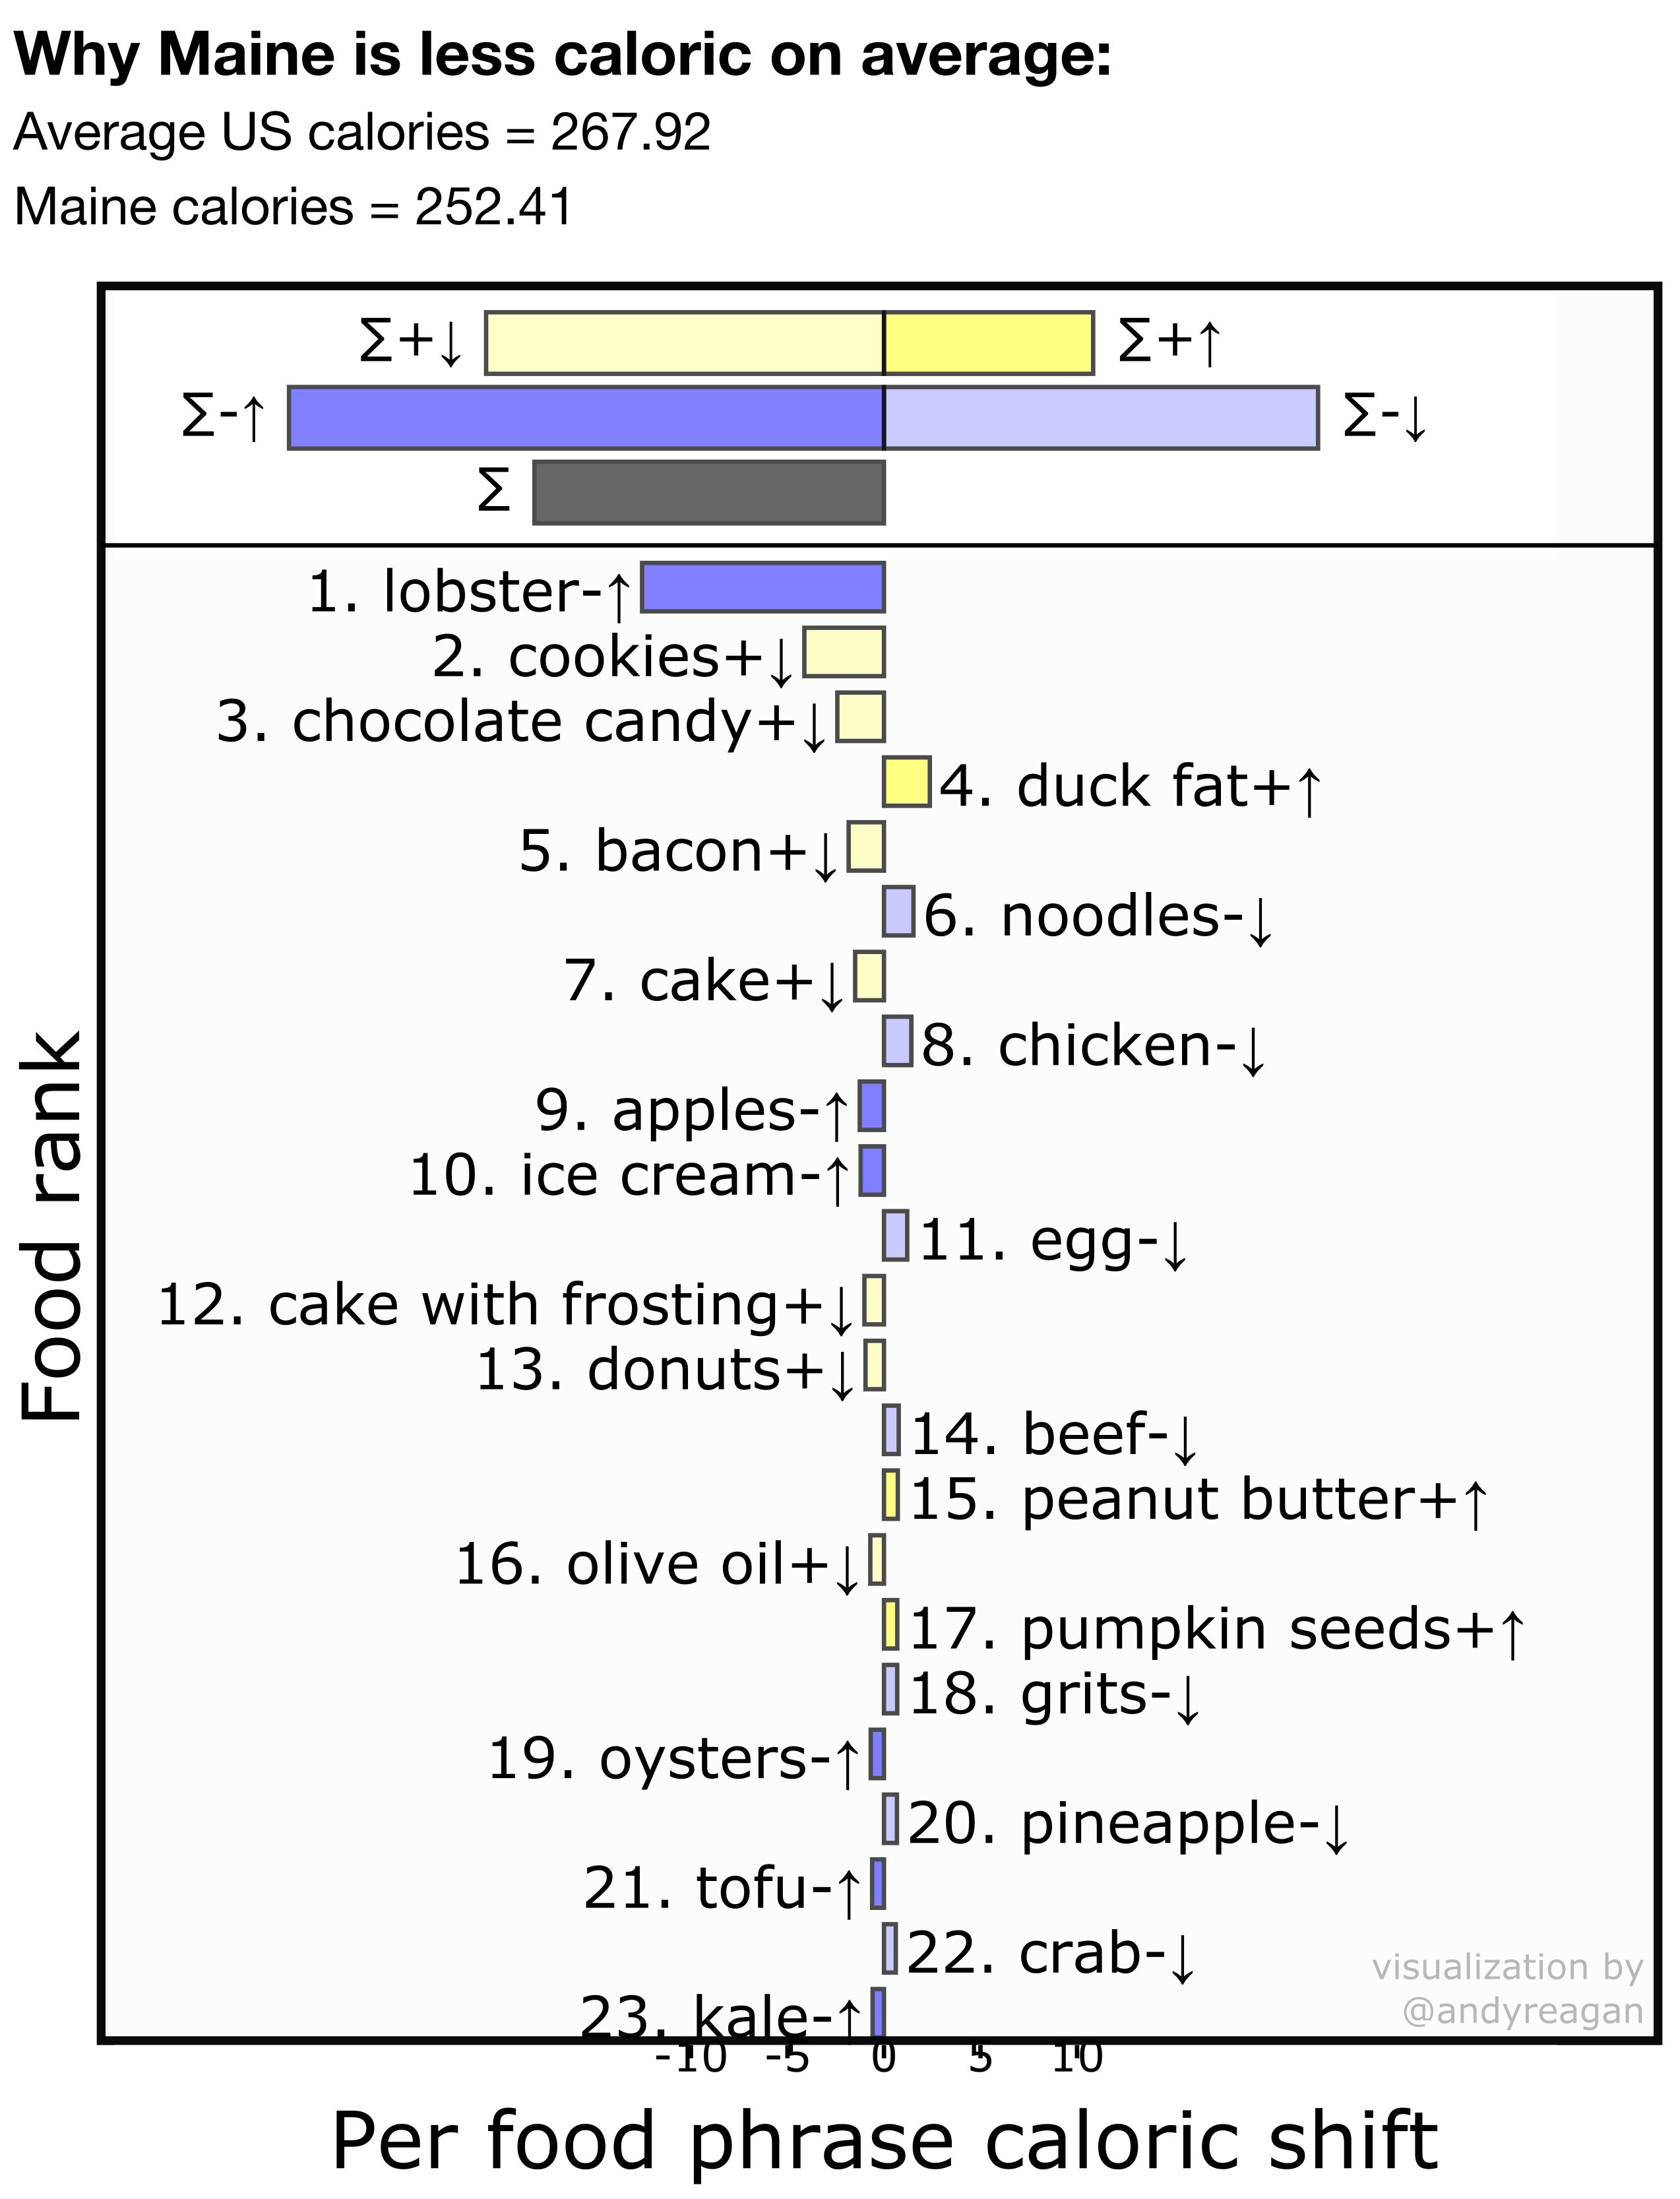 Why Maine is less caloric on average:
Average US calories = 267.92
Maine calories = 252.41
Σ+↓
Σ+↑
Σ-↑
Σ-↓
Σ
1. lobster-↑
2. cookies+↓
3. chocolate candy+↓
4. duck fat+↑
5. bacon+↓
6. noodles-↓
7. cake+↓
8. chicken-↓
9. apples-↑
10. ice cream-↑
11. egg-↓
12. cake with frosting+↓
13. donuts+↓
14. beef-↓
15. peanut butter+↑
16. olive oil+↓
17. pumpkin seeds+↑
18. grits-↓
19. oysters-↑
20. pineapple-↓
21. tofu-↑
22. crab-↓
23. kale-↑
Food rank
visualization by
@andyreagan
-10 -5 0 5 10
Per food phrase caloric shift